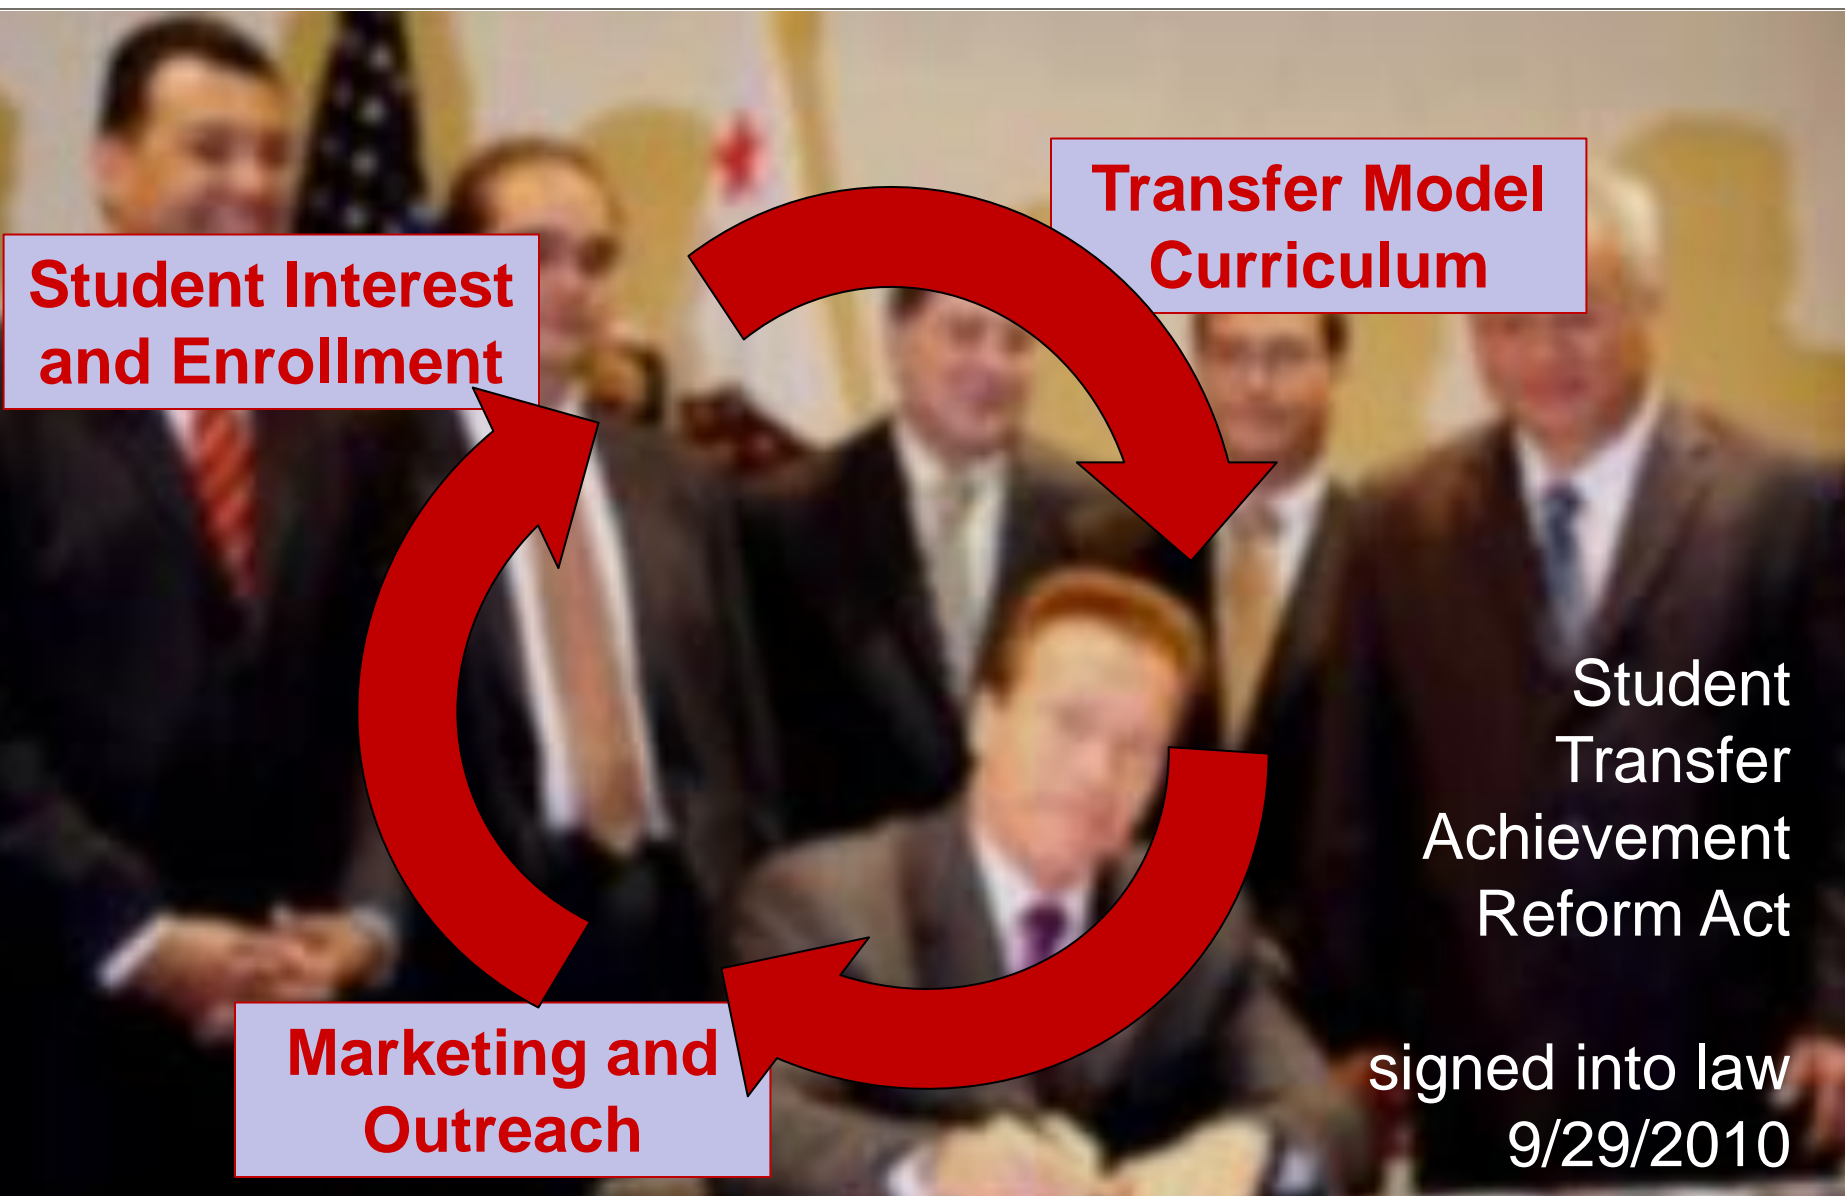 Transfer Model
Curriculum
Student Interest
and Enrollment
Marketing and
Outreach
Student
Transfer
Achievement
Reform Act
signed into law
9/29/2010